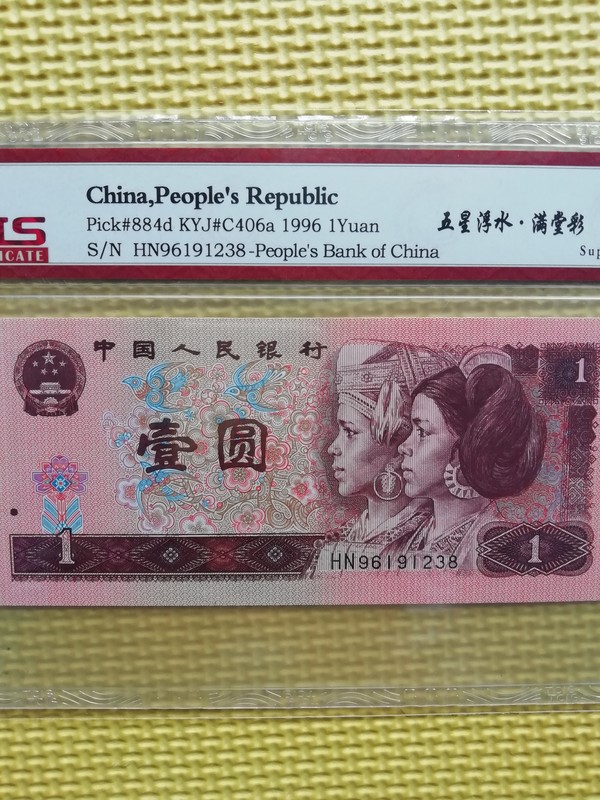 China,People's Republic
Pick#884d KYJ#C406a 1996 1Yuan
五星浮水·满堂彩
S/N HN96191238-People's Bank of China
中国人民银行
1
壹圆
1
HN96191238
1